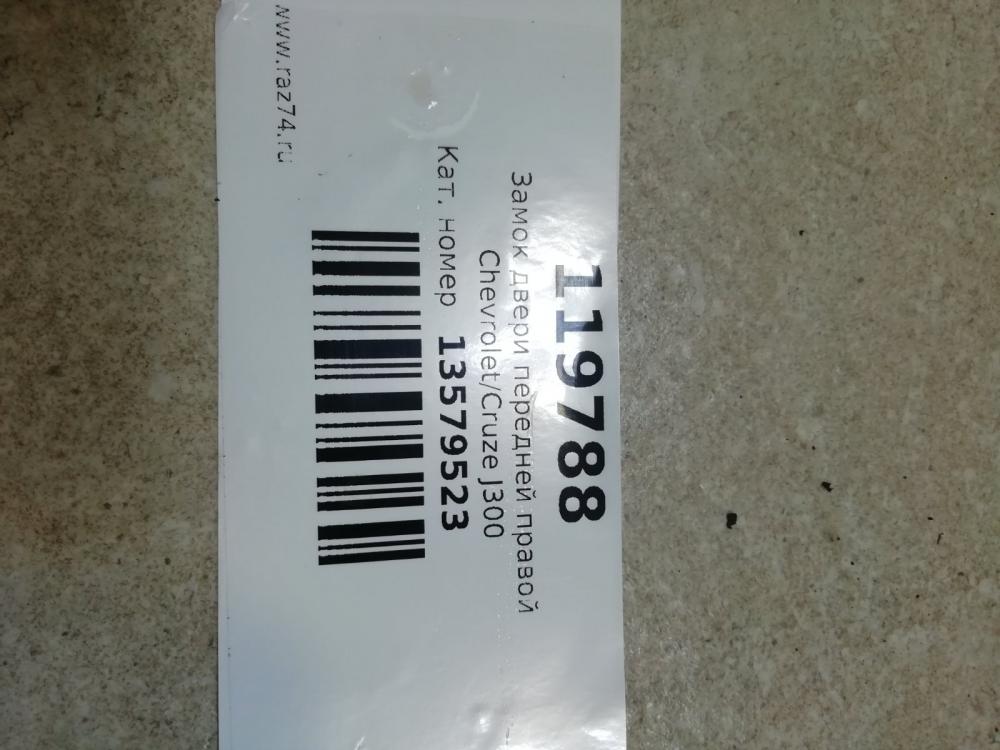 119788
Замок двери передней правой
Chevrolet/Cruze J300
Кат. номер 13579523
www.raz74.ru